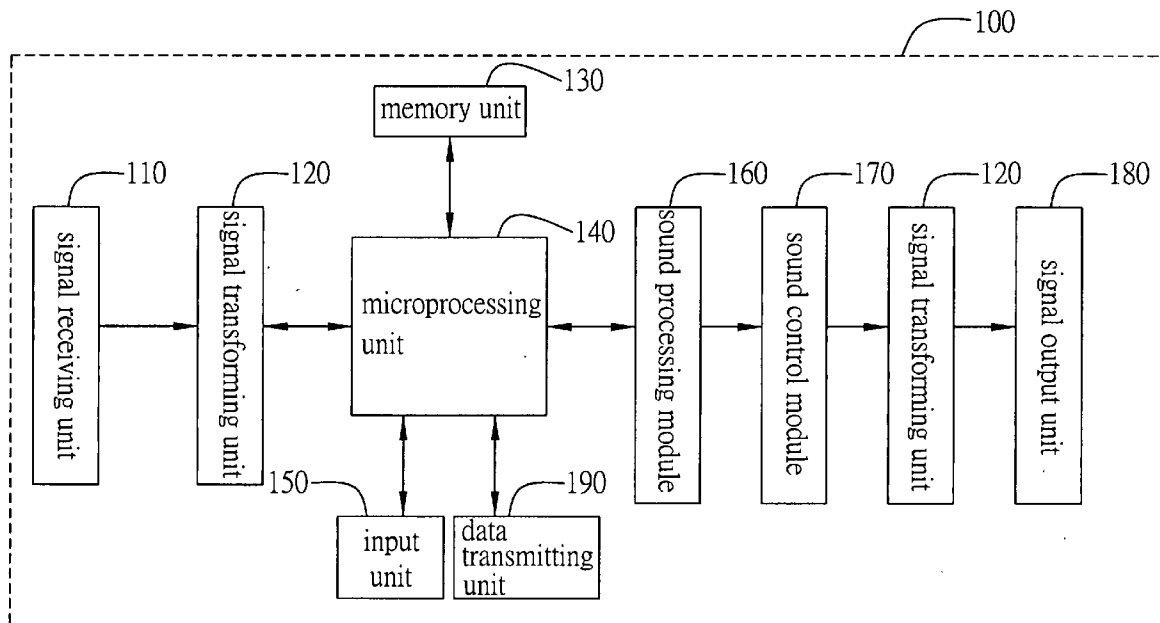 100
130
memory unit
110
120
160
170
120
180
signal receiving unit
signal transforming unit
140
microprocessing
unit
sound processing module
sound control module
signal transforming unit
signal output unit
150
190
input
unit
data
transmitting
unit